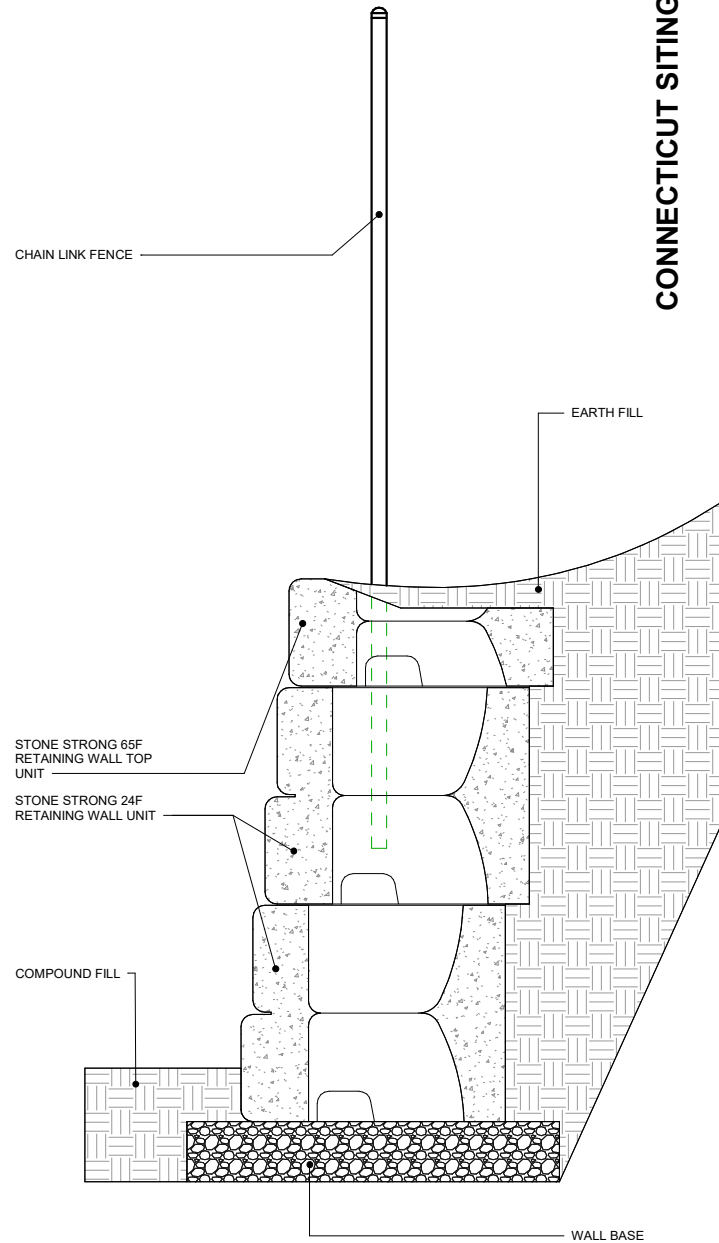 CONNECTICUT SITING
CHAIN LINK FENCE
EARTH FILL
STONE STRONG 65F
RETAINING WALL TOP
UNIT
STONE STRONG 24F
RETAINING WALL UNIT
COMPOUND FILL
WALL BASE